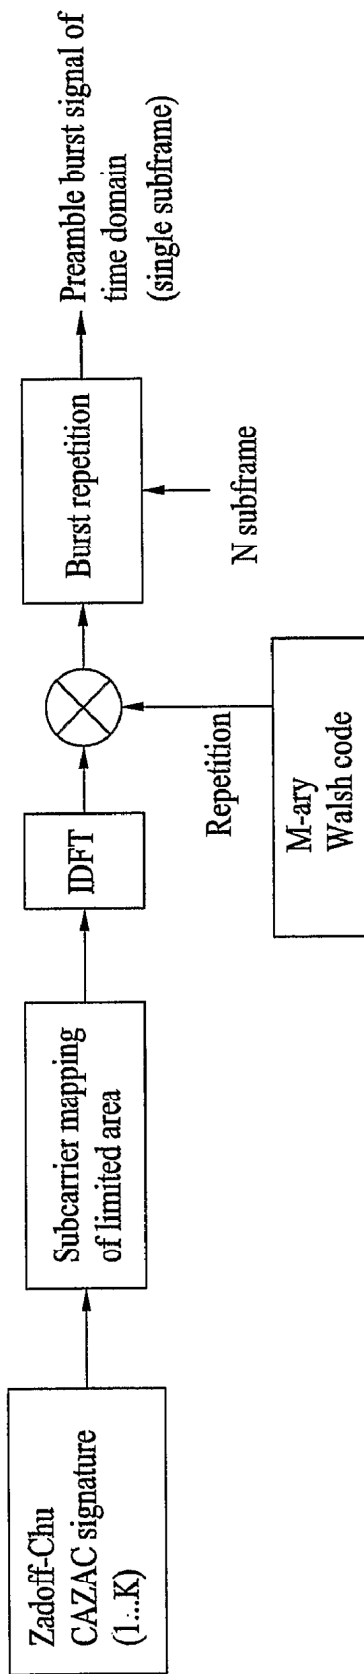 Zadoff-Chu
CAZAC signature
(1...K)
Subcarrier mapping
of limited area
IDFT
Repetition
M-ary
Walsh code
Burst repetition
N subframe
Preamble burst signal of
time domain
(single subframe)